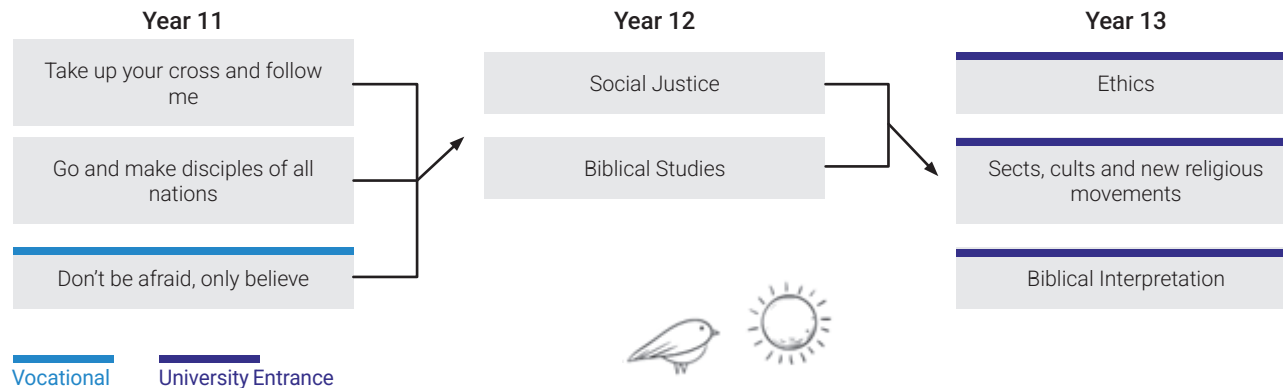 Year 11
Take up your cross and follow
me
Go and make disciples of all
nations
Don’t be afraid, only believe
Year 12
Social Justice
Biblical Studies
Year 13
Ethics
Sects, cults and new religious
movements
Biblical Interpretation
Vocational
University Entrance